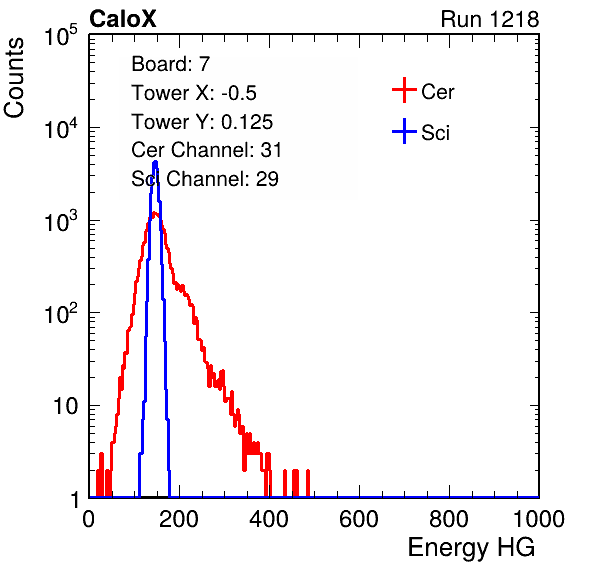 CaloX
Run 1218
Counts
Board: 7
Tower X: -0.5
Tower Y: 0.125
Cer Channel: 31
Sci Channel: 29
Cer
Sci
10^5
10^4
10^3
10^2
10
1
0 200 400 600 800 1000
Energy HG